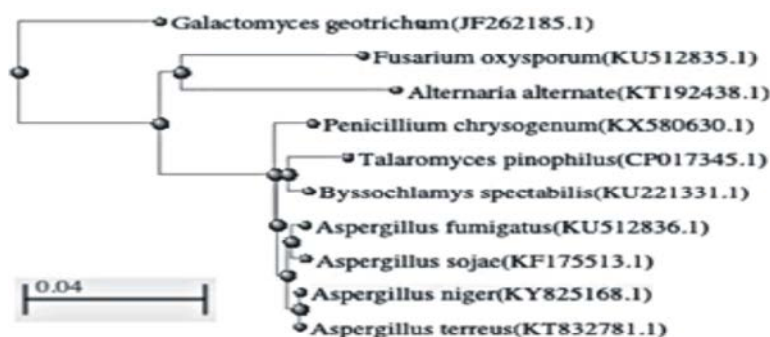 Galactomyces geotrichum(JF262185.1)
Fusarium oxysporum(KU512835.1)
Alternaria alternate(KT192438.1)
Penicillium chrysogenum(KX580630.1)
Talaromyces pinophilus(CP017345.1)
Byssochlamys spectabilis(KU221331.1)
Aspergillus fumigatus(KU512836.1)
Aspergillus sojae(KF175513.1)
0.04
Aspergillus niger(KY825168.1)
Aspergillus terreus(KT832781.1)